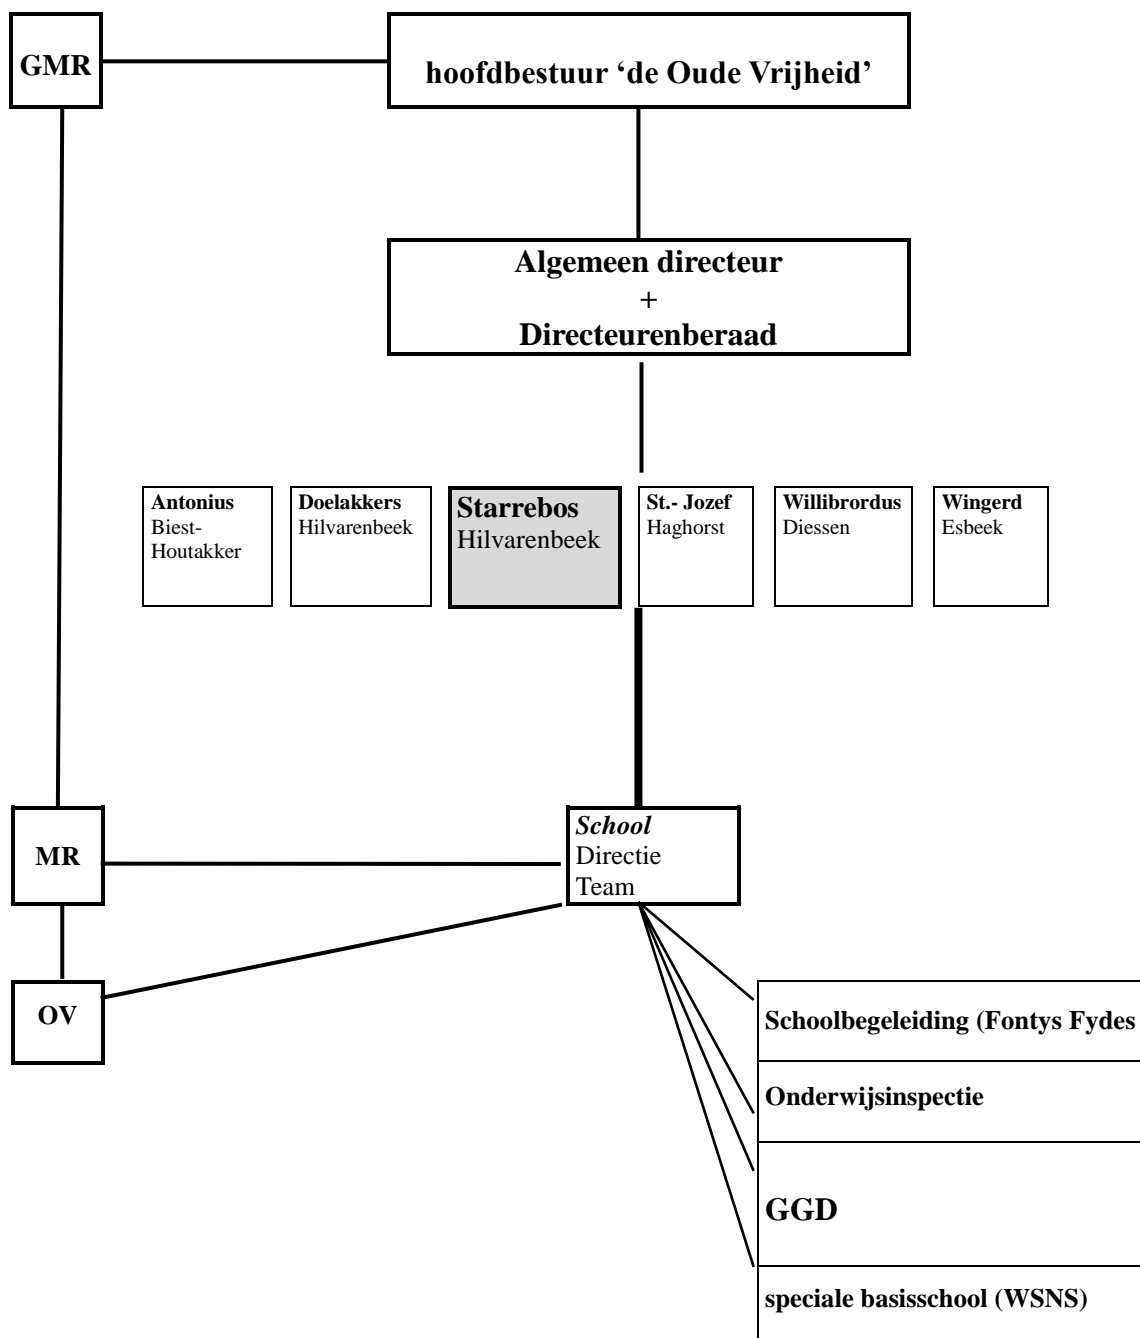 GMR
hoofdbestuur ‘de Oude Vrijheid’
Algemeen directeur
+
Directeurenberaad
Antonius
Biest-
Houtakker
Doelakkers
Hilvarenbeek
Starrebos
Hilvarenbeek
St.- Jozef
Haghorst
Willibrordus
Diessen
Wingerd
Esbeek
MR
School
Directie
Team
OV
Schoolbegeleiding (Fontys Fydes
Onderwijsinspectie
GGD
speciale basisschool (WSNS)